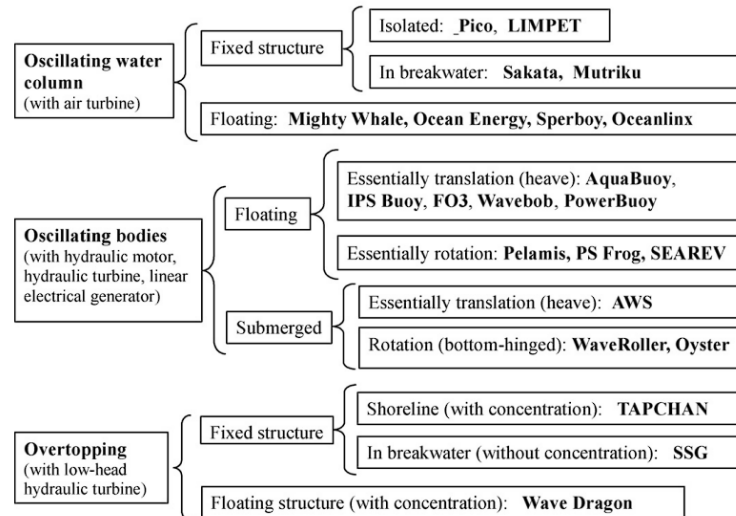 Isolated: _Pico, LIMPET
Fixed structure
Oscillating water
column
(with air turbine)
In breakwater: Sakata, Mutriku
Floating: Mighty Whale, Ocean Energy, Sperboy, Oceanlinx
Essentially translation (heave): AquaBuoy,
IPS Buoy, FO3, Wavebob, PowerBuoy
Floating
Oscillating bodies
(with hydraulic motor,
hydraulic turbine, linear
electrical generator)
Essentially rotation: Pelamis, PS Frog, SEAREV
Essentially translation (heave): AWS
Submerged
Rotation (bottom-hinged): WaveRoller, Oyster
Shoreline (with concentration): TAPCHAN
Fixed structure
Overtopping
(with low-head
hydraulic turbine)
In breakwater (without concentration): SSG
Floating structure (with concentration): Wave Dragon